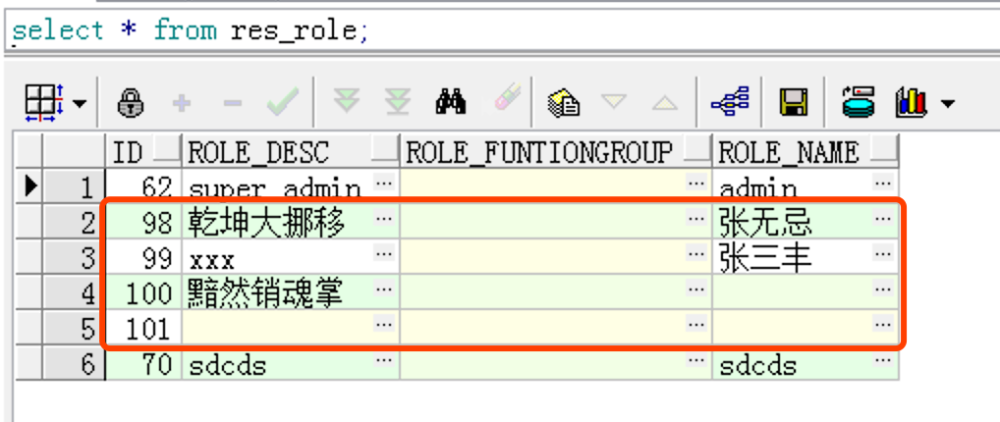 select * from res_role;
ID ROLE_DESC ROLE_FUNTIONGROUP ROLE_NAME
1 62 super admin ... ... admin ...
2 98 乾坤大挪移 ... ... 张无忌 ...
3 99 xxx ... ... 张三丰 ...
4 100 黯然销魂掌 ... ... ...
5 101 ... ... ...
6 70 sdcds ... ... sdcds ...